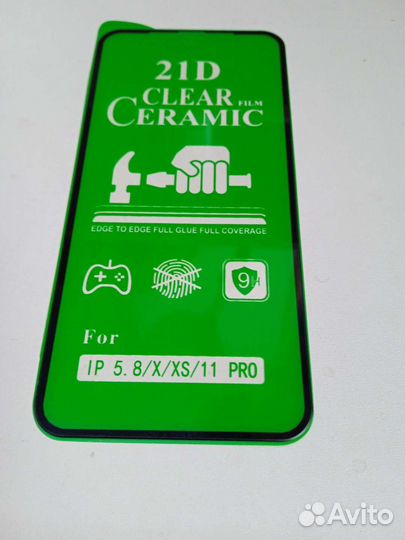 21D
CLEAR FILM
CERAMIC
EDGE TO EDGE FULL GLUE FULL COVERAGE
9H
For
IP 5.8/X/XS/11 PRO
Avito